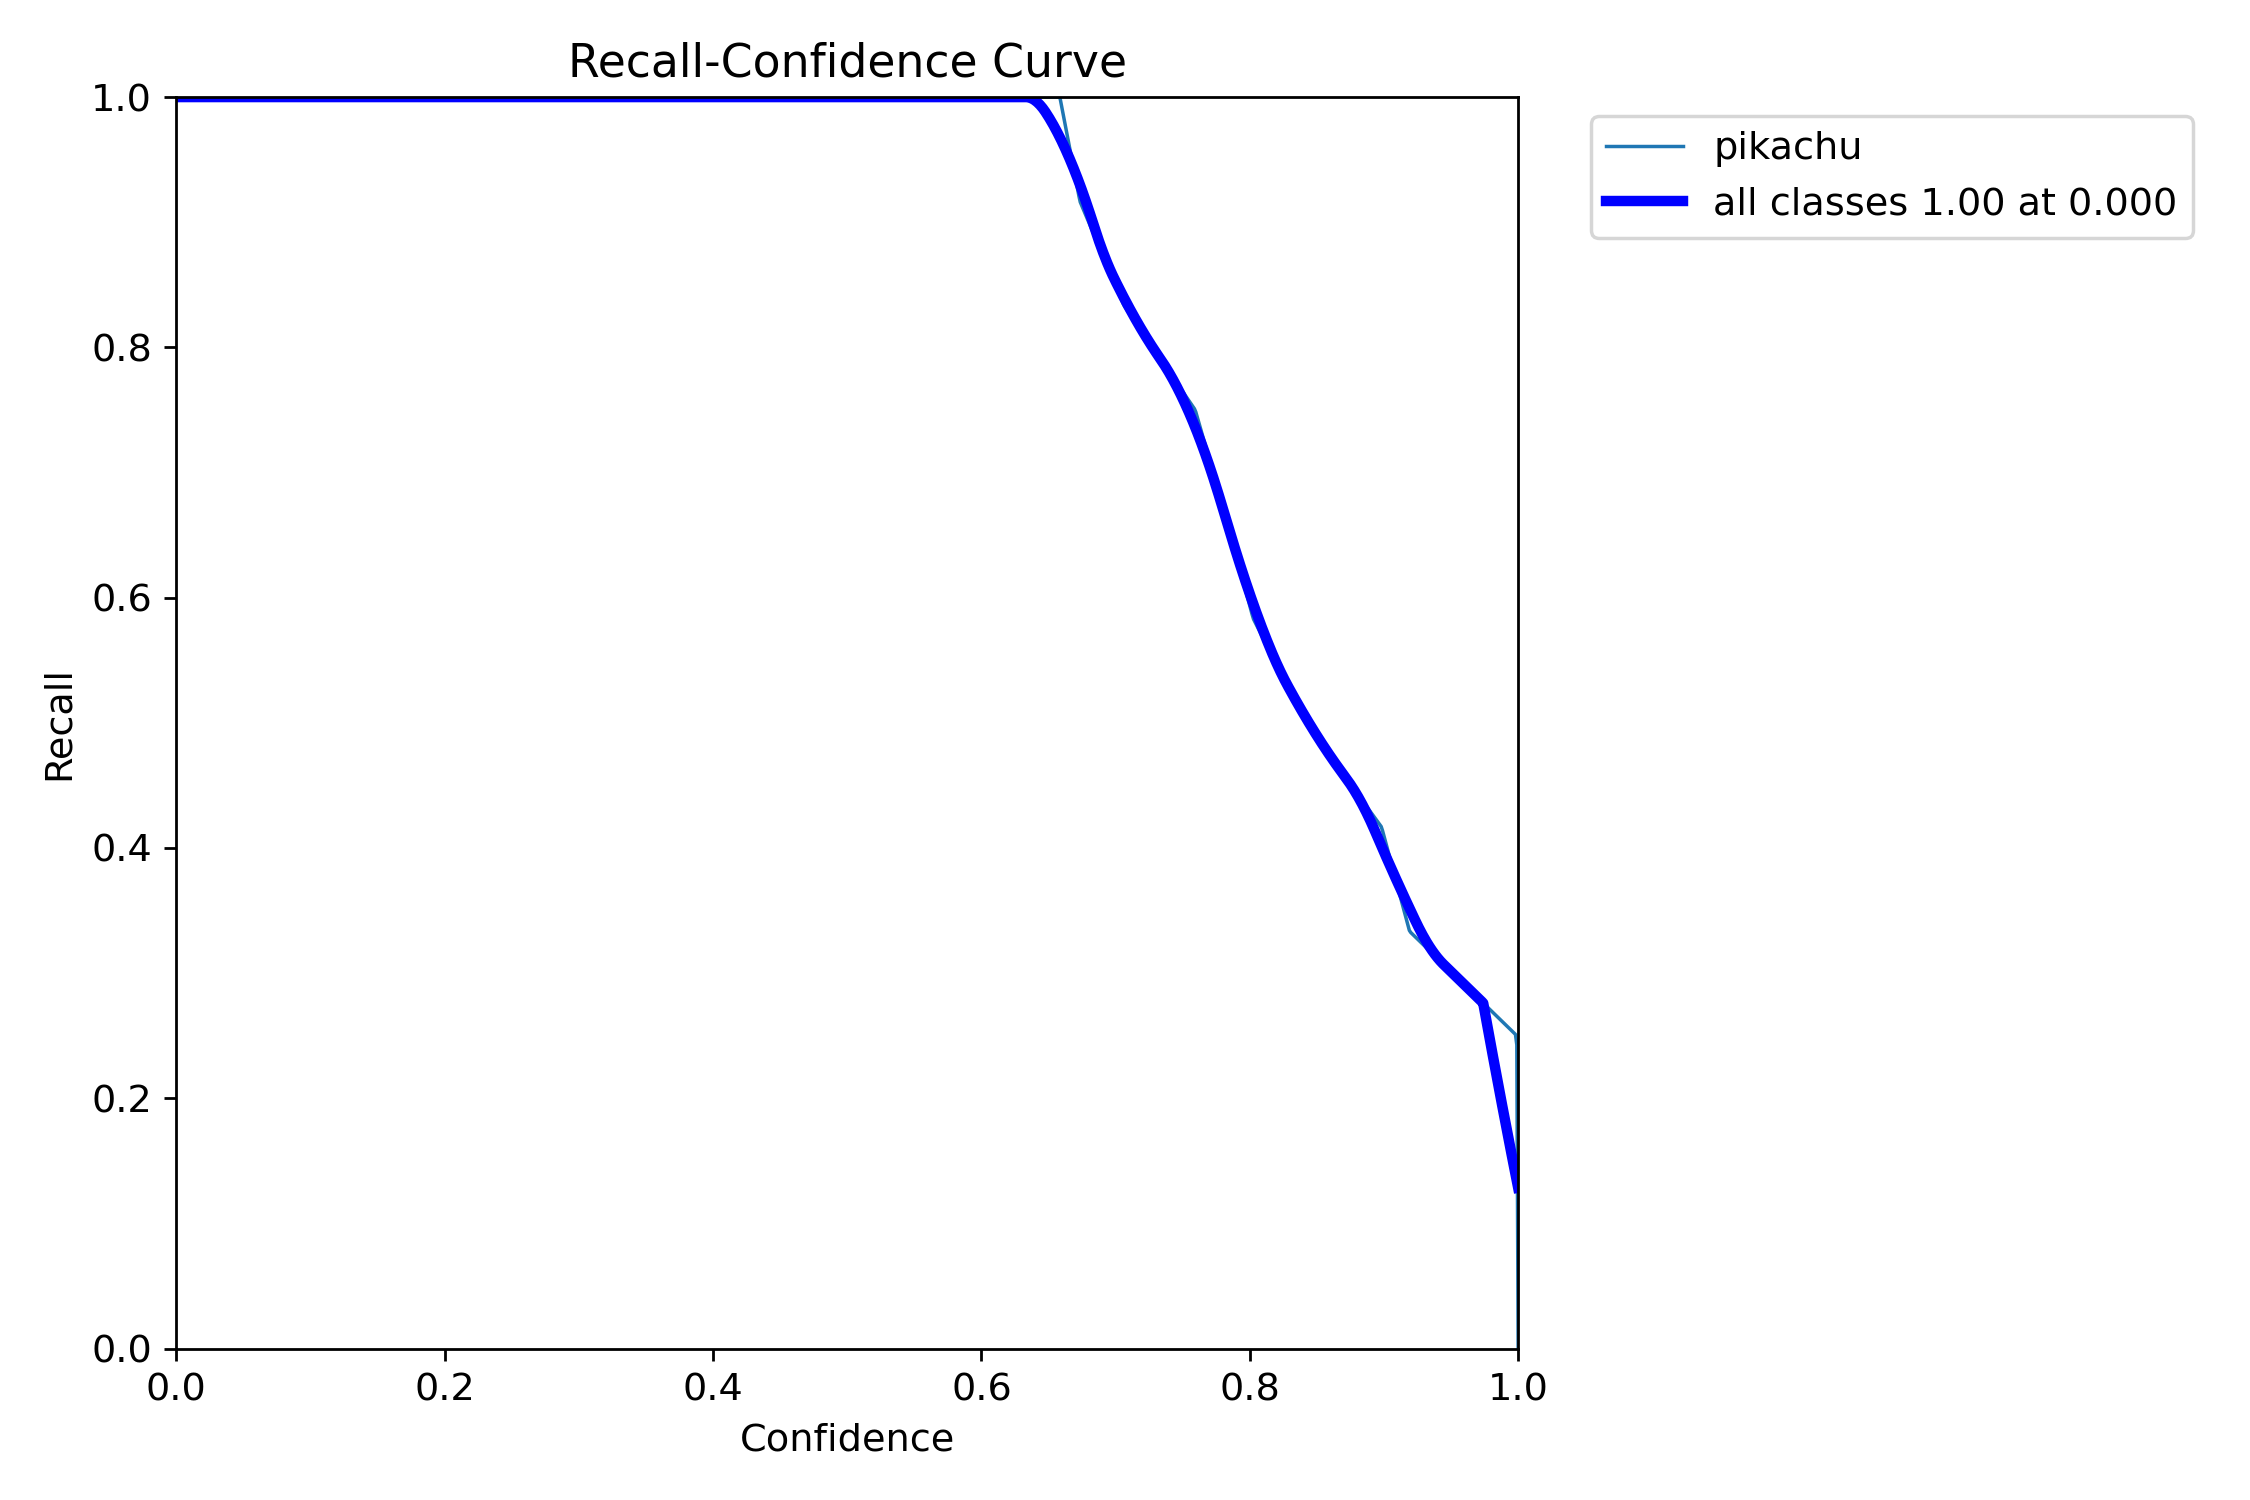 Recall-Confidence Curve
1.0
0.8
0.6
0.4
0.2
0.0
Recall
0.0 0.2 0.4 0.6 0.8 1.0
Confidence
pikachu
all classes 1.00 at 0.000